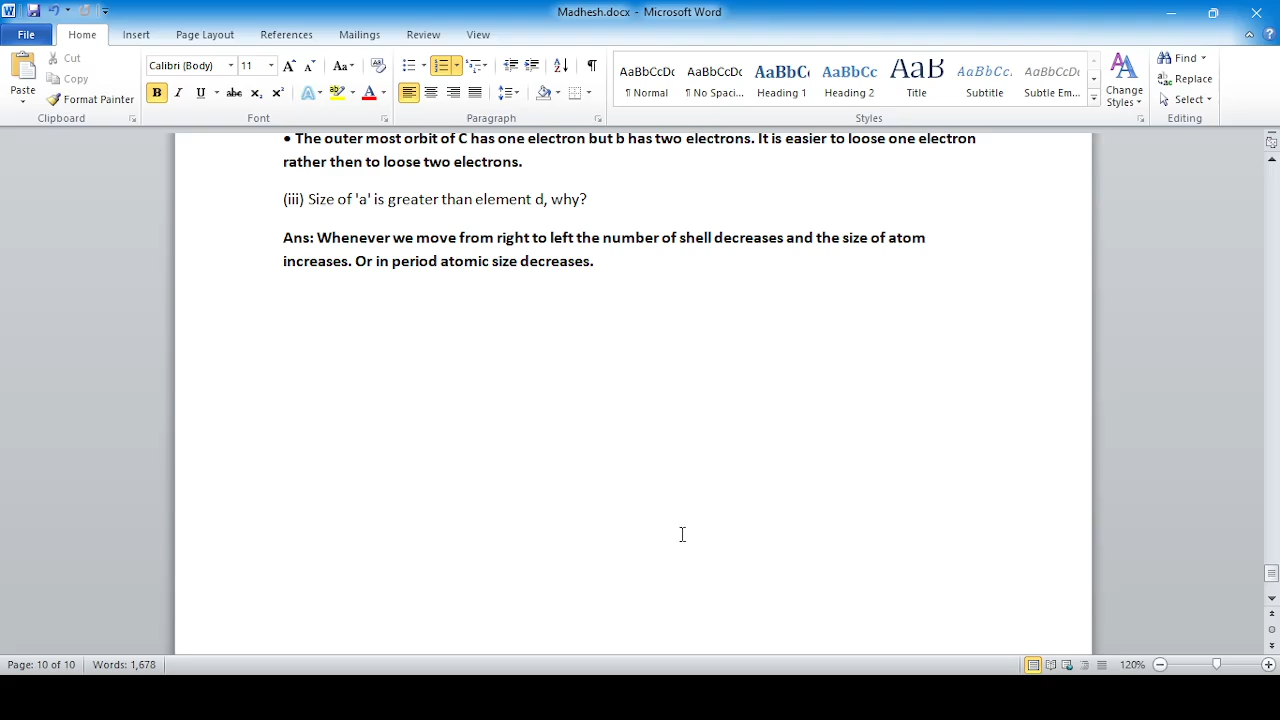 Madhesh.docx - Microsoft Word
File Home Insert Page Layout References Mailings Review View
Paste
Cut
Copy
Format Painter
Clipboard
Calibri (Body) 11
Aa
B I U abc x₂ x² A A
Font
Paragraph
AaBbCcDc AaBbCcDc AaBbC AaBbCc AaB AaBbCc. AaBbCcDc
¶ Normal ¶ No Spaci... Heading 1 Heading 2 Title Subtitle Subtle Em...
Styles
Change Styles
Find
Replace
Select
Editing
• The outer most orbit of C has one electron but b has two electrons. It is easier to loose one electron
rather then to loose two electrons.
(iii) Size of 'a' is greater than element d, why?
Ans: Whenever we move from right to left the number of shell decreases and the size of atom
increases. Or in period atomic size decreases.
Page: 10 of 10 Words: 1,678 120%